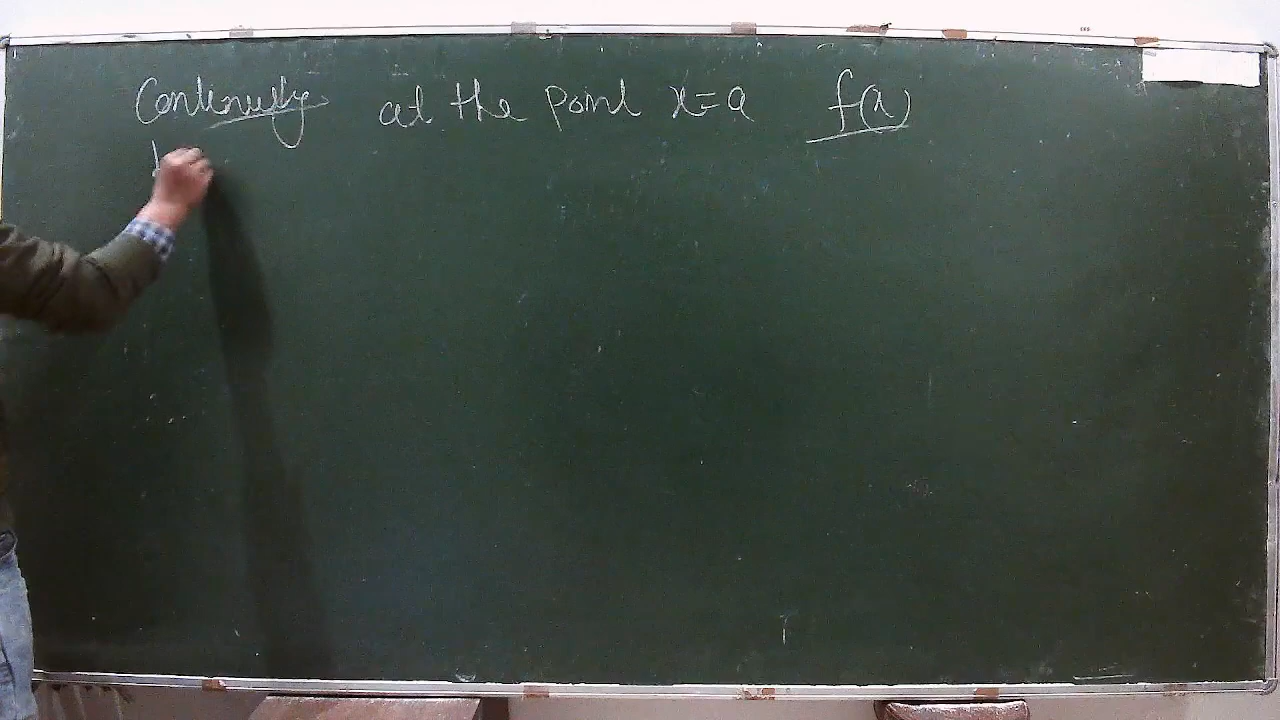 Continuity at the point x=a f(x)